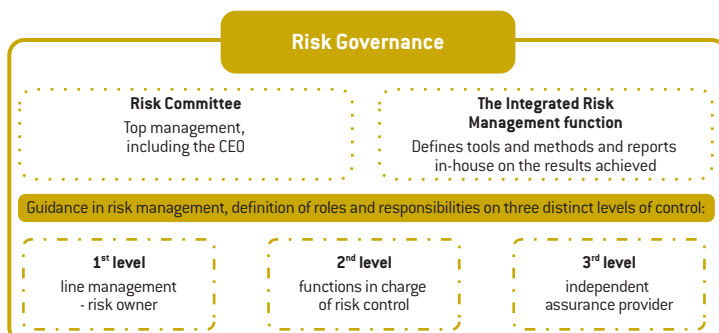 Risk Governance
Risk Committee
Top management,
including the CEO
The Integrated Risk
Management function
Defines tools and methods and reports
in-house on the results achieved
Guidance in risk management, definition of roles and responsibilities on three distinct levels of control:
1st level
line management
- risk owner
2nd level
functions in charge
of risk control
3rd level
independent
assurance provider